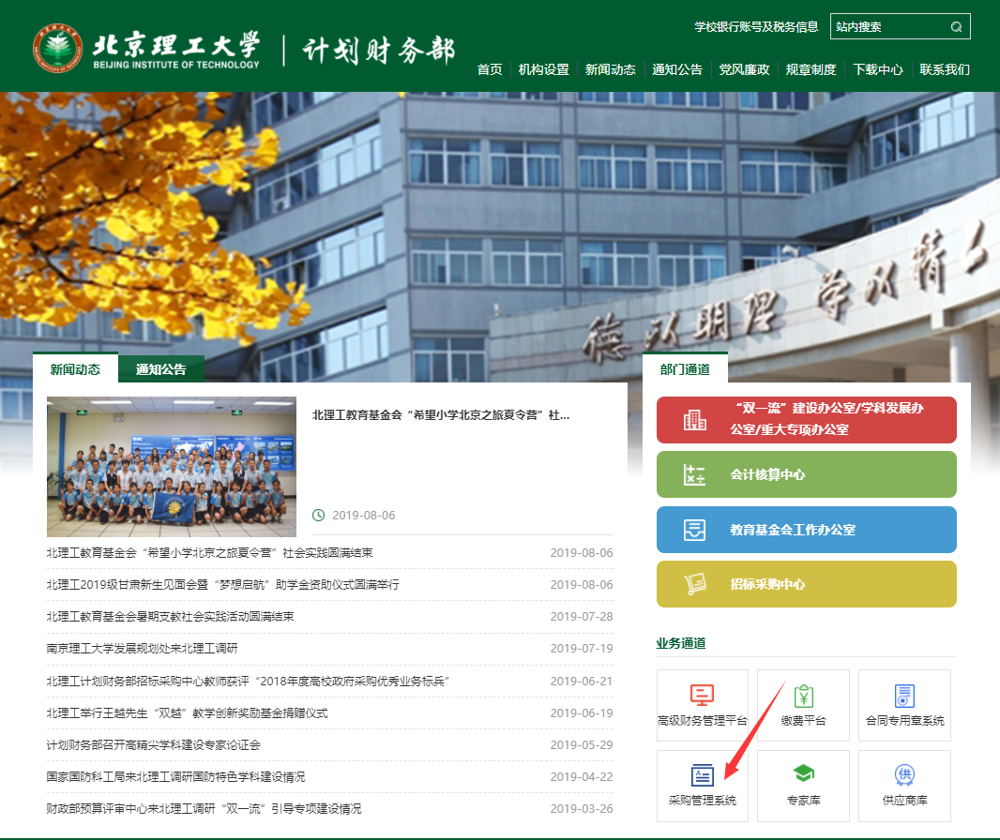 北京理工大学
BEIJING INSTITUTE OF TECHNOLOGY
计划财务部
学校银行账号及税务信息
站内搜索
首页 机构设置 新闻动态 通知公告 党风廉政 规章制度 下载中心 联系我们
德以明理 学以精
新闻动态 通知公告
北理工教育基金会“希望小学北京之旅夏令营”社...
2019-08-06
北理工教育基金会“希望小学北京之旅夏令营”社会实践圆满结束 2019-08-06
北理工2019级甘肃新生见面会暨“梦想启航”助学金资助仪式圆满举行 2019-08-06
北理工教育基金会暑期支教社会实践活动圆满结束 2019-07-28
南京理工大学发展规划处来北理工调研 2019-07-19
北理工计划财务部招标采购中心教师获评“2018年度高校政府采购优秀业务标兵” 2019-06-21
北理工举行王越先生“双越”教学创新奖励基金捐赠仪式 2019-06-19
计划财务部召开高精尖学科建设专家论证会 2019-05-29
国家国防科工局来北理工调研国防特色学科建设情况 2019-04-22
财政部预算评审中心来北理工调研“双一流”引导专项建设情况 2019-03-26
部门通道
“双一流”建设办公室/学科发展办
公室/重大专项办公室
会计核算中心
教育基金会工作办公室
招标采购中心
业务通道
高级财务管理平台 缴费平台 合同专用章系统
采购管理系统 专家库 供应商库